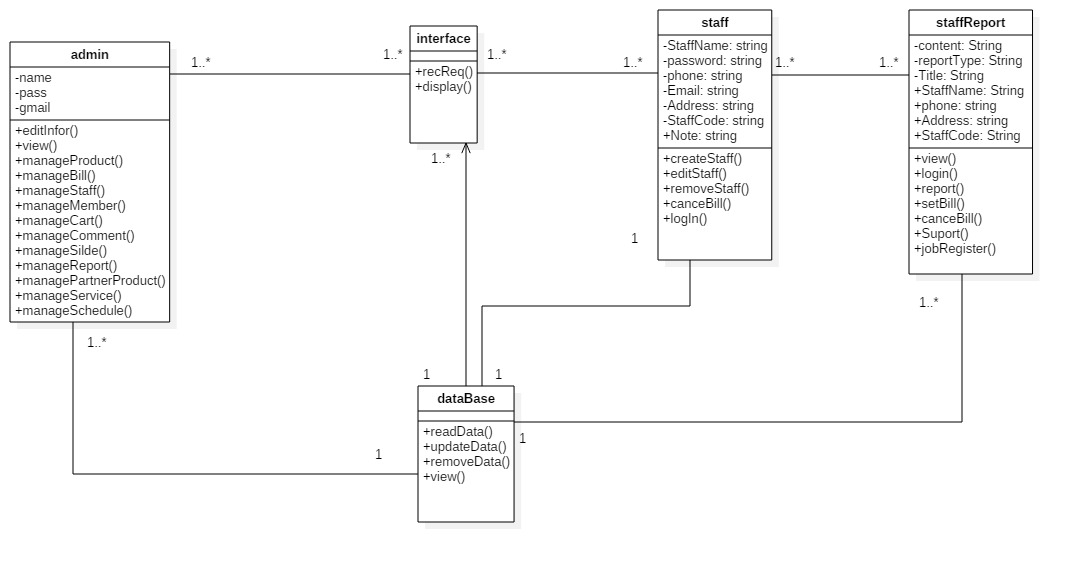 admin
-name
-pass
-gmail
+editInfor()
+view()
+manageProduct()
+manageBill()
+manageStaff()
+manageMember()
+manageCart()
+manageComment()
+manageSilde()
+manageReport()
+managePartnerProduct()
+manageService()
+manageSchedule()
1..*
1..*
interface
+recReq()
+display()
1..*
1..*
1..*
staff
-StaffName: string
-password: string
-phone: string
-Email: string
-Address: string
-StaffCode: string
+Note: string
+createStaff()
+editStaff()
+removeStaff()
+canceBill()
+logIn()
1
1..*
1..*
staffReport
-content: String
-reportType: String
-Title: String
+StaffName: String
+phone: string
+Address: string
+StaffCode: String
+view()
+login()
+report()
+setBill()
+canceBill()
+Suport()
+jobRegister()
1..*
1..*
1
1
1
dataBase
+readData()
+updateData()
+removeData()
+view()
1